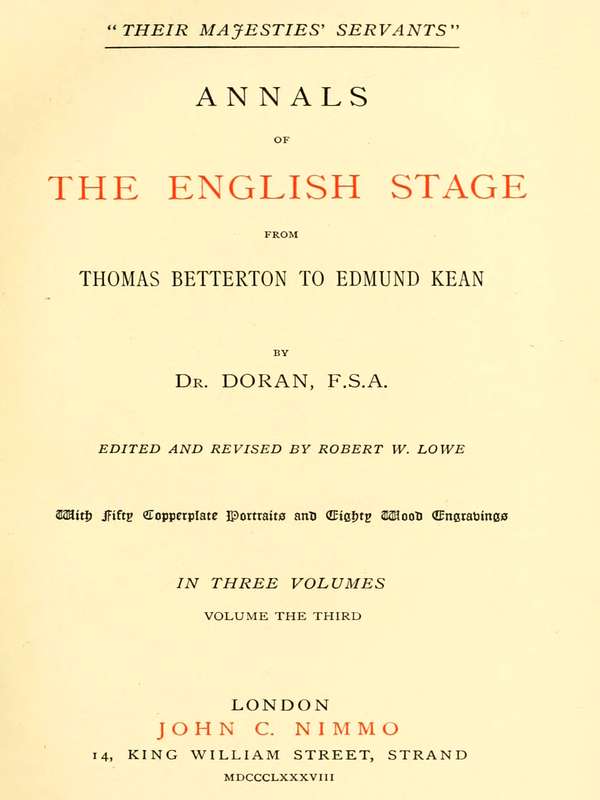 "THEIR MAJESTIES' SERVANTS"
ANNALS
OF
THE ENGLISH STAGE
FROM
THOMAS BETTERTON TO EDMUND KEAN
BY
DR. DORAN, F.S.A.
EDITED AND REVISED BY ROBERT W. LOWE
With Fifty Copperplate Portraits and Eighty Wood Engravings
IN THREE VOLUMES
VOLUME THE THIRD
LONDON
JOHN C. NIMMO
14, KING WILLIAM STREET, STRAND
MDCCCLXXXVIII